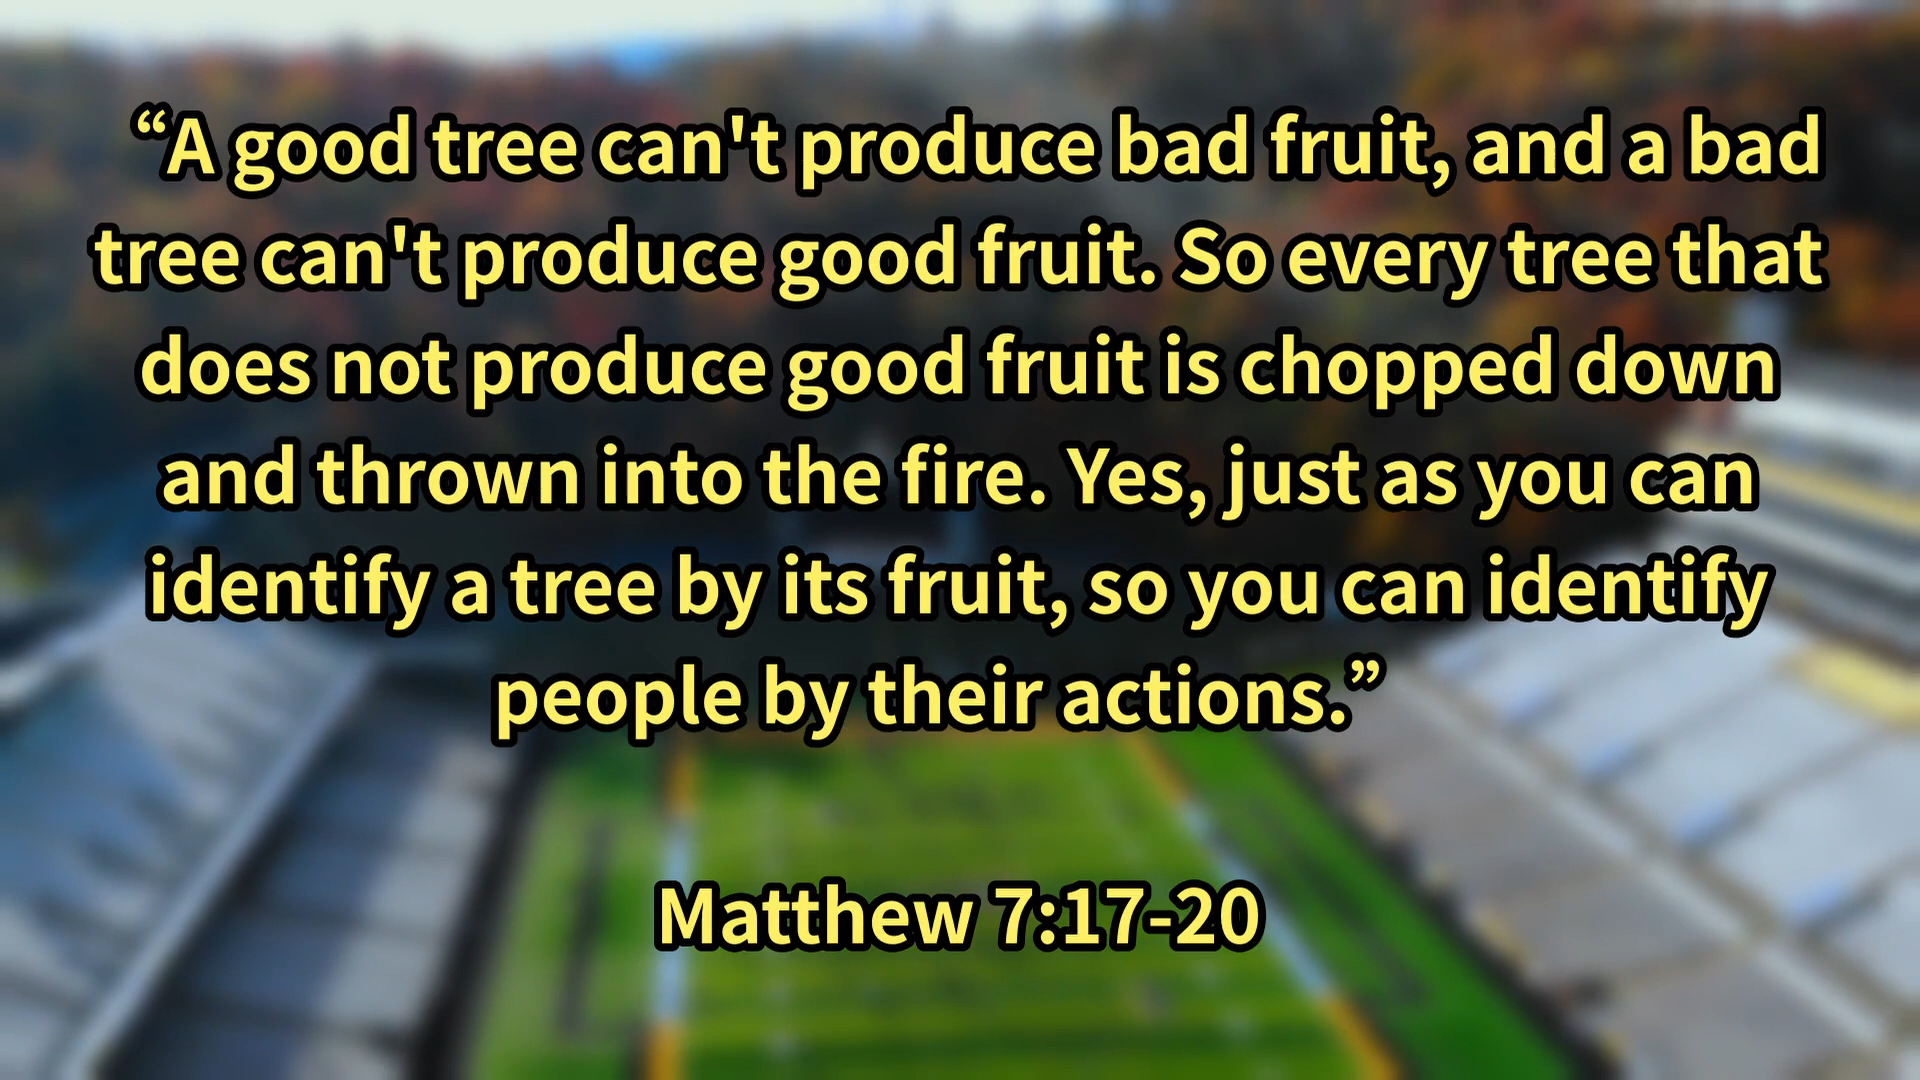 “A good tree can't produce bad fruit, and a bad
tree can't produce good fruit. So every tree that
does not produce good fruit is chopped down
and thrown into the fire. Yes, just as you can
identify a tree by its fruit, so you can identify
people by their actions.”
Matthew 7:17-20